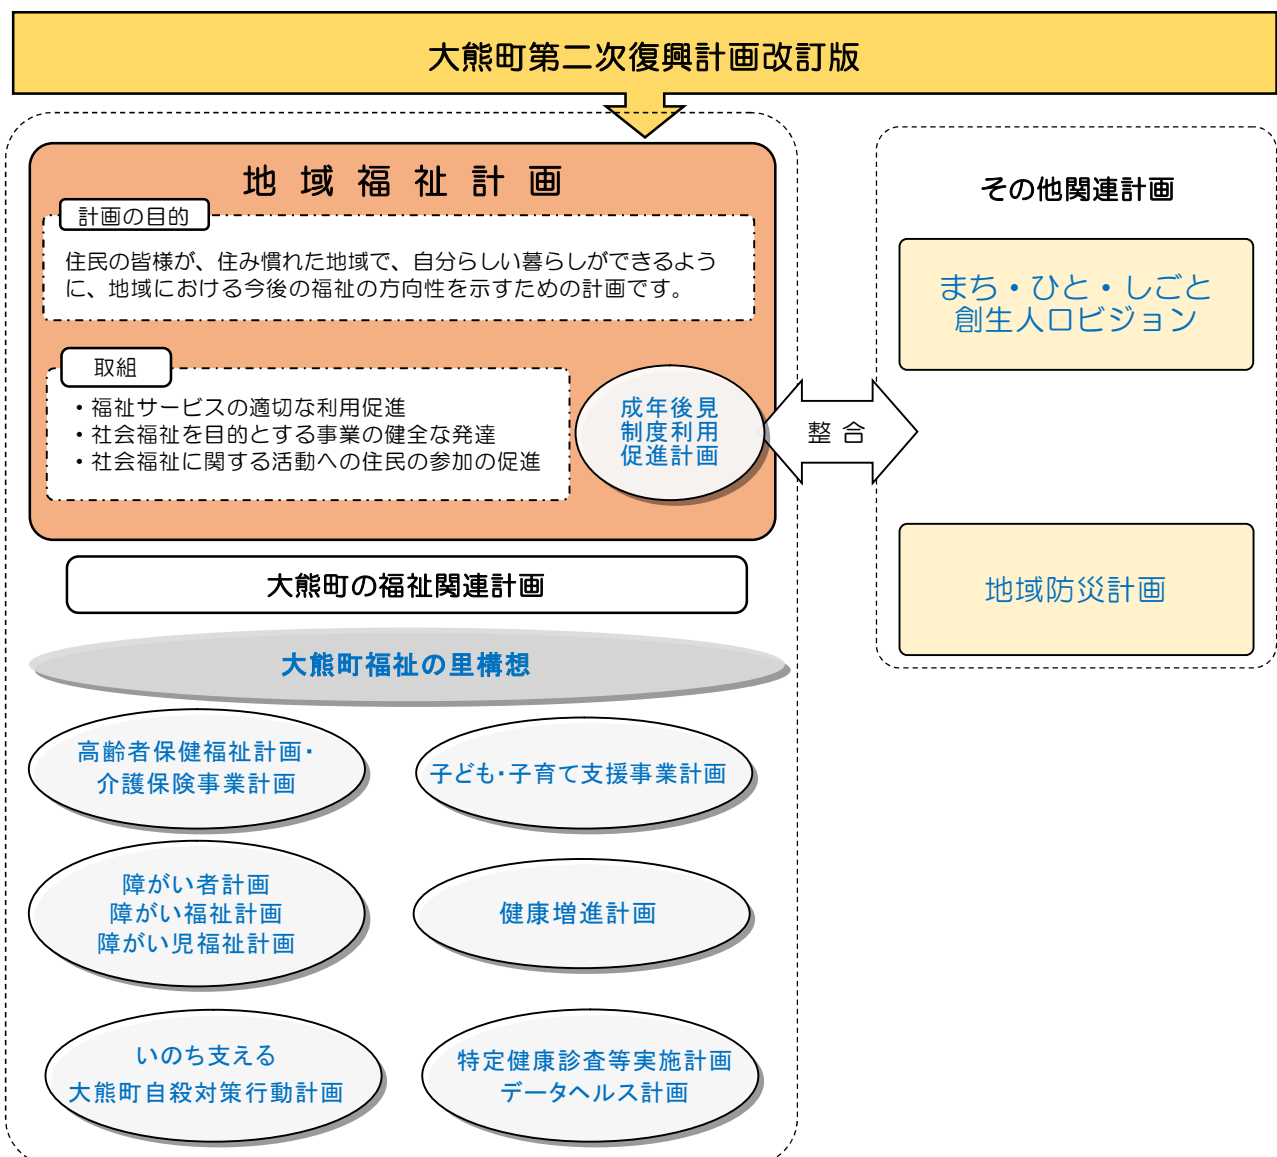 大熊町第二次復興計画改訂版
地域福祉計画
計画の目的
住民の皆様が、住み慣れた地域で、自分らしい暮らしができるよう
に、地域における今後の福祉の方向性を示すための計画です。
取組
・福祉サービスの適切な利用促進
・社会福祉を目的とする事業の健全な発達
・社会福祉に関する活動への住民の参加の促進
成年後見
制度利用
促進計画
整合
その他関連計画
まち・ひと・しごと
創生人口ビジョン
地域防災計画
大熊町の福祉関連計画
大熊町福祉の里構想
高齢者保健福祉計画・
介護保険事業計画
子ども・子育て支援事業計画
障がい者計画
障がい福祉計画
障がい児福祉計画
健康増進計画
いのち支える
大熊町自殺対策行動計画
特定健康診査等実施計画
データヘルス計画